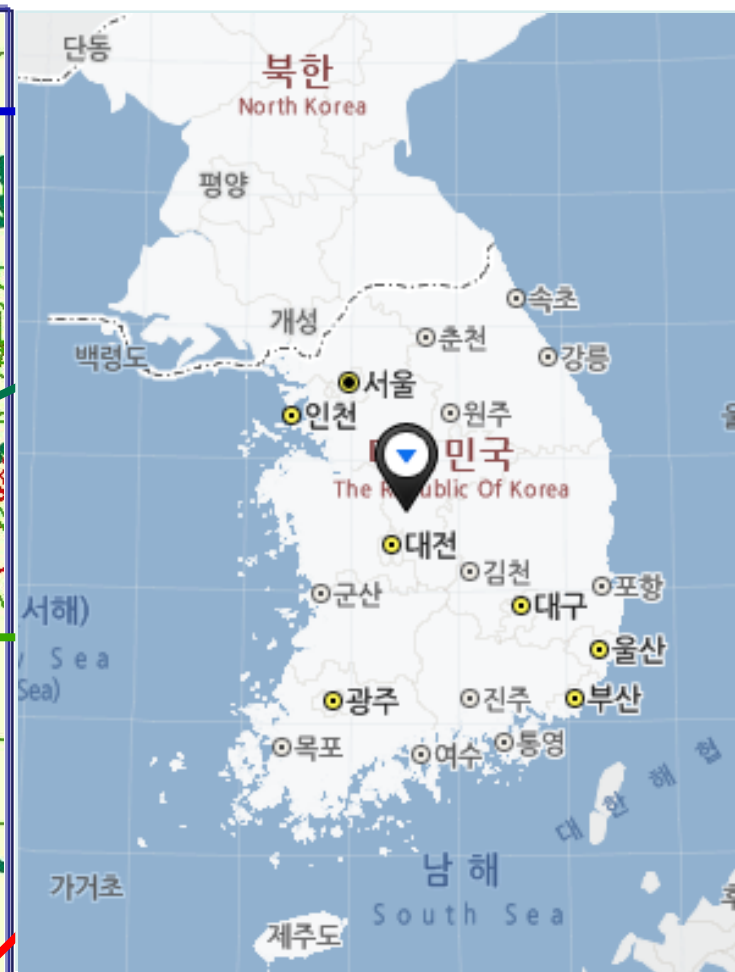 단동
북한
North Korea
평양
개성
속초
춘천
백령도
강릉
서울
인천
원주
민국
The Republic Of Korea
대전
김천
군산
포항
대구
서해)
Sea
Sea)
울산
광주
진주
부산
목포
여수
통영
대한해협
가거초
남해
South Sea
제주도